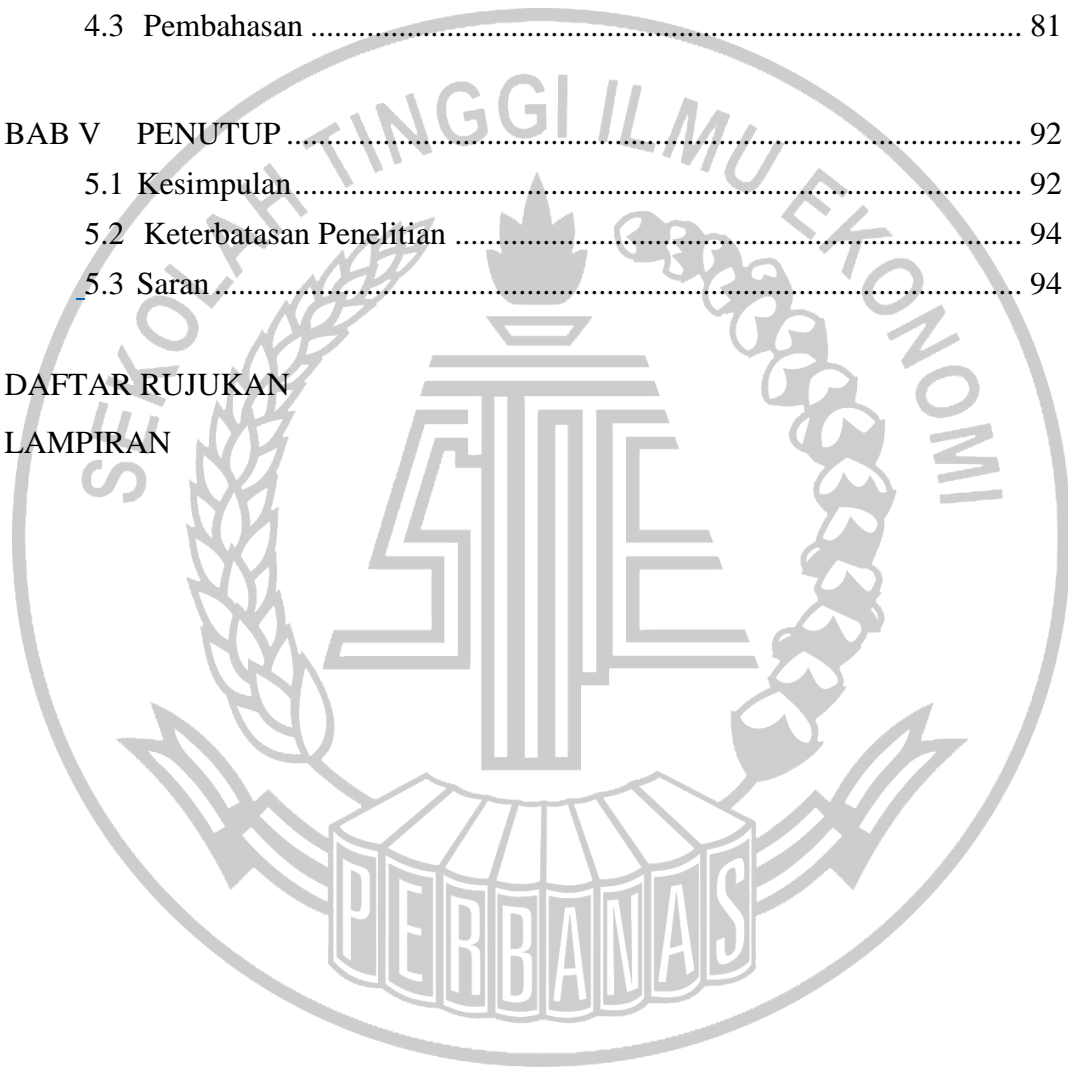 4.3 Pembahasan ........................................................................................ 81
BAB V PENUTUP ........................................................................................... 92
5.1 Kesimpulan.......................................................................................... 92
5.2 Keterbatasan Penelitian ...................................................................... 94
5.3 Saran .................................................................................................... 94
DAFTAR RUJUKAN
LAMPIRAN
SEKOLAH TINGGI ILMU EKONOMI
STIE
PERBANAS